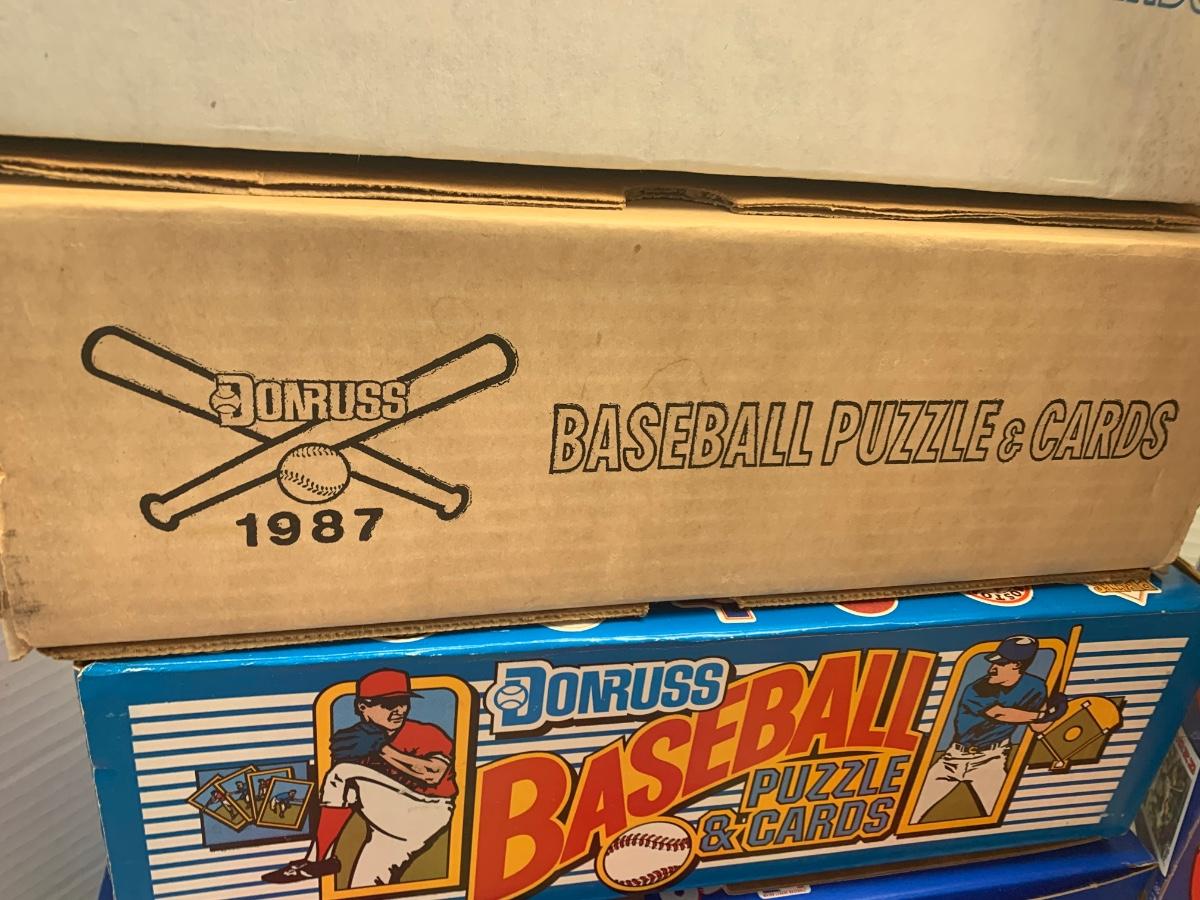 DONRUSS
1987
BASEBALL PUZZLE & CARDS
DONRUSS
BASEBALL
PUZZLE
& CARDS